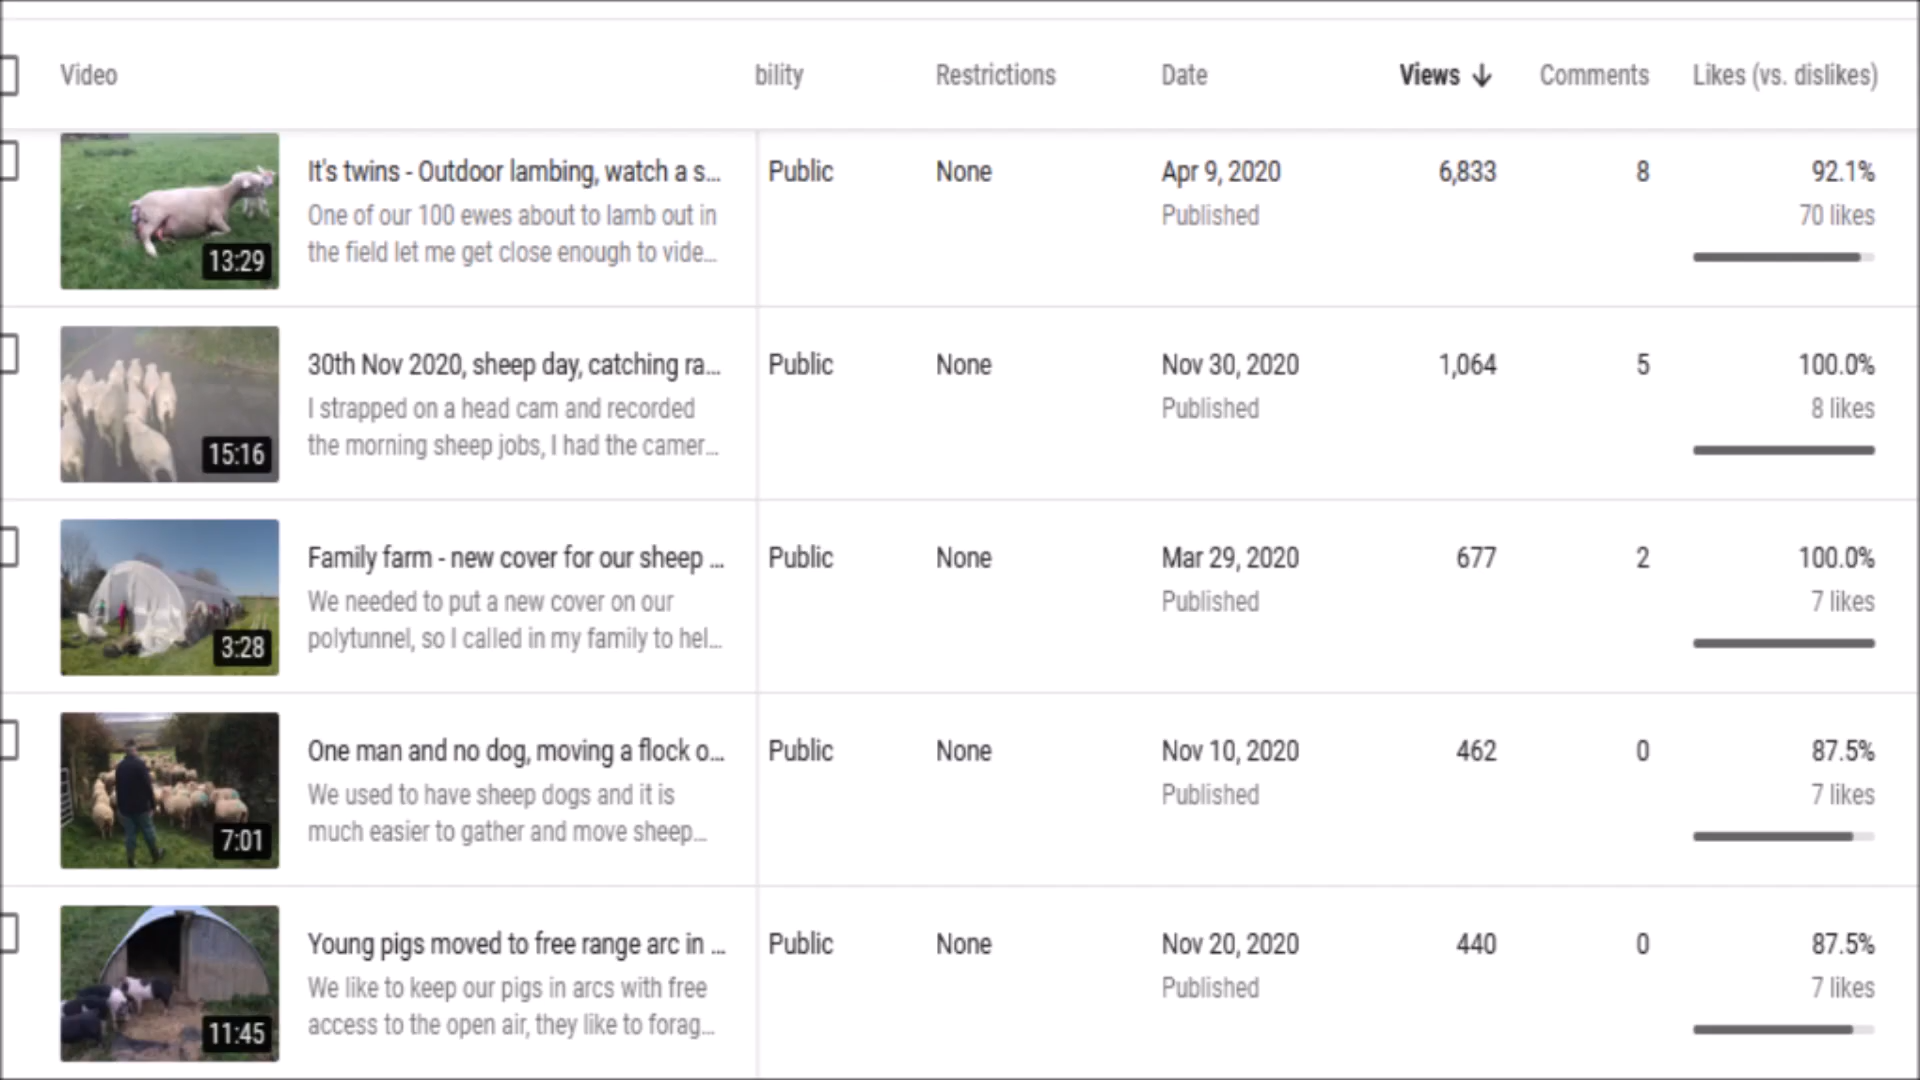 Video bility Restrictions Date Views ↓ Comments Likes (vs. dislikes)
It's twins - Outdoor lambing, watch a s... Public None Apr 9, 2020 6,833 8 92.1%
One of our 100 ewes about to lamb out in Published 70 likes
the field let me get close enough to vide...
13:29
30th Nov 2020, sheep day, catching ra... Public None Nov 30, 2020 1,064 5 100.0%
I strapped on a head cam and recorded Published 8 likes
the morning sheep jobs, I had the camer...
15:16
Family farm - new cover for our sheep ... Public None Mar 29, 2020 677 2 100.0%
We needed to put a new cover on our Published 7 likes
polytunnel, so I called in my family to hel...
3:28
One man and no dog, moving a flock o... Public None Nov 10, 2020 462 0 87.5%
We used to have sheep dogs and it is Published 7 likes
much easier to gather and move sheep...
7:01
Young pigs moved to free range arc in ... Public None Nov 20, 2020 440 0 87.5%
We like to keep our pigs in arcs with free Published 7 likes
access to the open air, they like to forag...
11:45